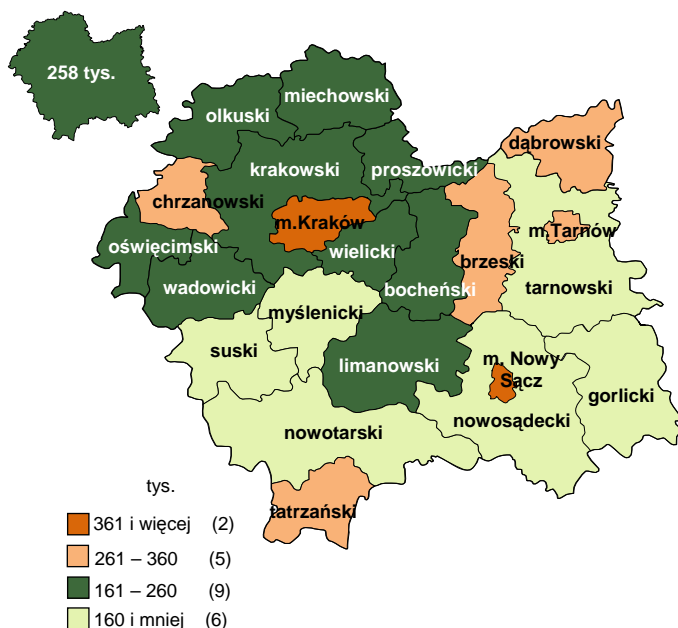 258 tys.
miechowski
olkuski
dąbrowski
krakowski
proszowicki
chrzanowski
m.Kraków
m.Tarnów
oświęcimski
wielicki
brzeski
wadowicki
bocheński
tarnowski
myślenicki
suski
limanowski
m. Nowy
Sącz
gorlicki
nowosądecki
nowotarski
tatrzański
tys.
361 i więcej (2)
261 – 360 (5)
161 – 260 (9)
160 i mniej (6)